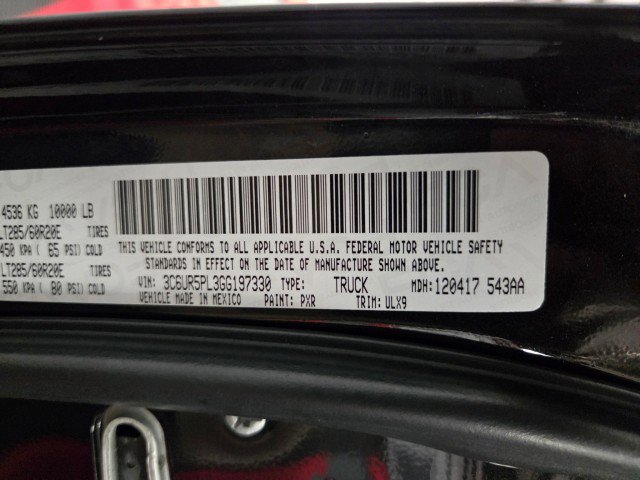 4536 KG 10000 LB
LT285/60R20E TIRES
450 KPA ( 65 PSI) COLD
LT285/60R20E TIRES
550 KPA ( 80 PSI) COLD
THIS VEHICLE CONFORMS TO ALL APPLICABLE U.S.A. FEDERAL MOTOR VEHICLE SAFETY
STANDARDS IN EFFECT ON THE DATE OF MANUFACTURE SHOWN ABOVE.
VIN: 3C6UR5PL3GG197330 TYPE: TRUCK MDH: 120417 543AA
VEHICLE MADE IN MEXICO PAINT: PXR TRIM: ULX9